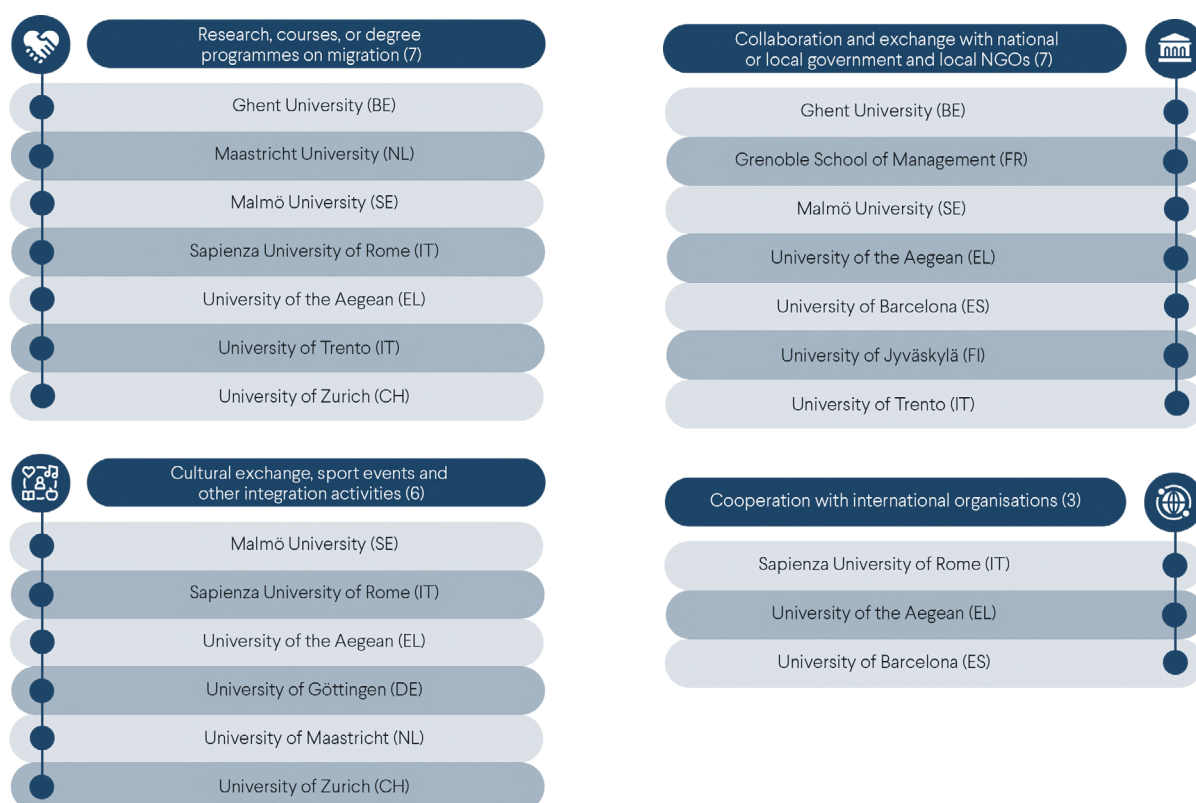 Research, courses, or degree
programmes on migration (7)
Ghent University (BE)
Maastricht University (NL)
Malmö University (SE)
Sapienza University of Rome (IT)
University of the Aegean (EL)
University of Trento (IT)
University of Zurich (CH)
Cultural exchange, sport events and
other integration activities (6)
Malmö University (SE)
Sapienza University of Rome (IT)
University of the Aegean (EL)
University of Göttingen (DE)
University of Maastricht (NL)
University of Zurich (CH)
Collaboration and exchange with national
or local government and local NGOs (7)
Ghent University (BE)
Grenoble School of Management (FR)
Malmö University (SE)
University of the Aegean (EL)
University of Barcelona (ES)
University of Jyväskylä (FI)
University of Trento (IT)
Cooperation with international organisations (3)
Sapienza University of Rome (IT)
University of the Aegean (EL)
University of Barcelona (ES)